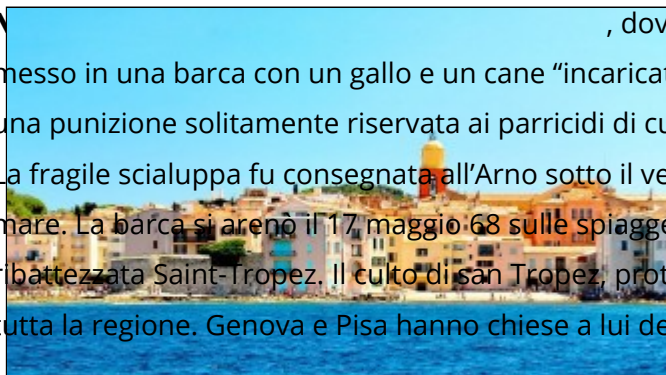 , dov
messo in una barca con un gallo e un cane “incaricat
una punizione solitamente riservata ai parricidi di cu
La fragile scialuppa fu consegnata all’Arno sotto il ve
mare. La barca si arenò il 17 maggio 68 sulle spiagge
ribattezzata Saint-Tropez. Il culto di san Tropez, prot
tutta la regione. Genova e Pisa hanno chiese a lui de